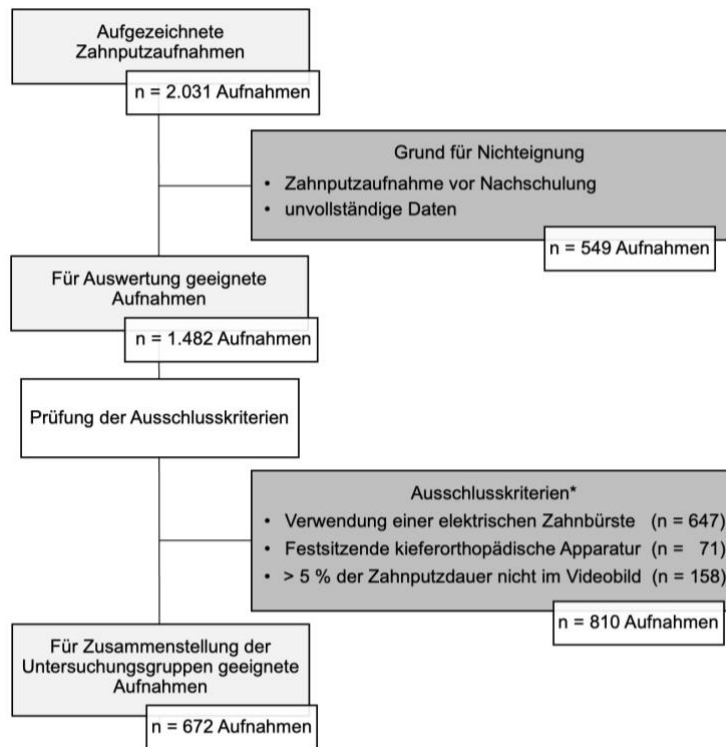 Aufgezeichnete
Zahnputzaufnahmen
n = 2.031 Aufnahmen
Grund für Nichteignung
• Zahnputzaufnahme vor Nachschulung
• unvollständige Daten
n = 549 Aufnahmen
Für Auswertung geeignete
Aufnahmen
n = 1.482 Aufnahmen
Prüfung der Ausschlusskriterien
Ausschlusskriterien*
• Verwendung einer elektrischen Zahnbürste (n = 647)
• Festsitzende kieferorthopädische Apparatur (n = 71)
• > 5 % der Zahnputzdauer nicht im Videobild (n = 158)
n = 810 Aufnahmen
Für Zusammenstellung der
Untersuchungsgruppen geeignete
Aufnahmen
n = 672 Aufnahmen